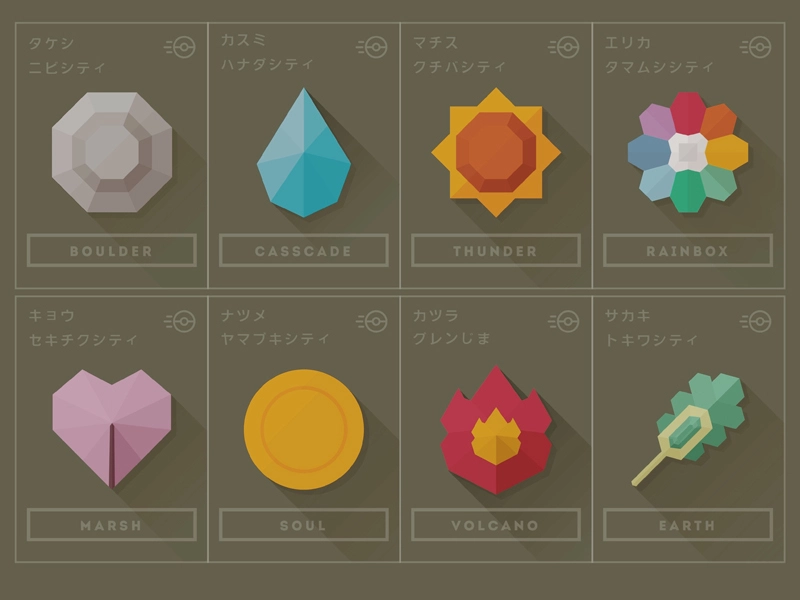 タケシ
ニビシティ
BOULDER
カスミ
ハナダシティ
CASSCADE
マチス
クチバシティ
THUNDER
エリカ
タマムシシティ
RAINBOX
キョウ
セキチクシティ
MARSH
ナツメ
ヤマブキシティ
SOUL
カツラ
グレンじま
VOLCANO
サカキ
トキワシティ
EARTH